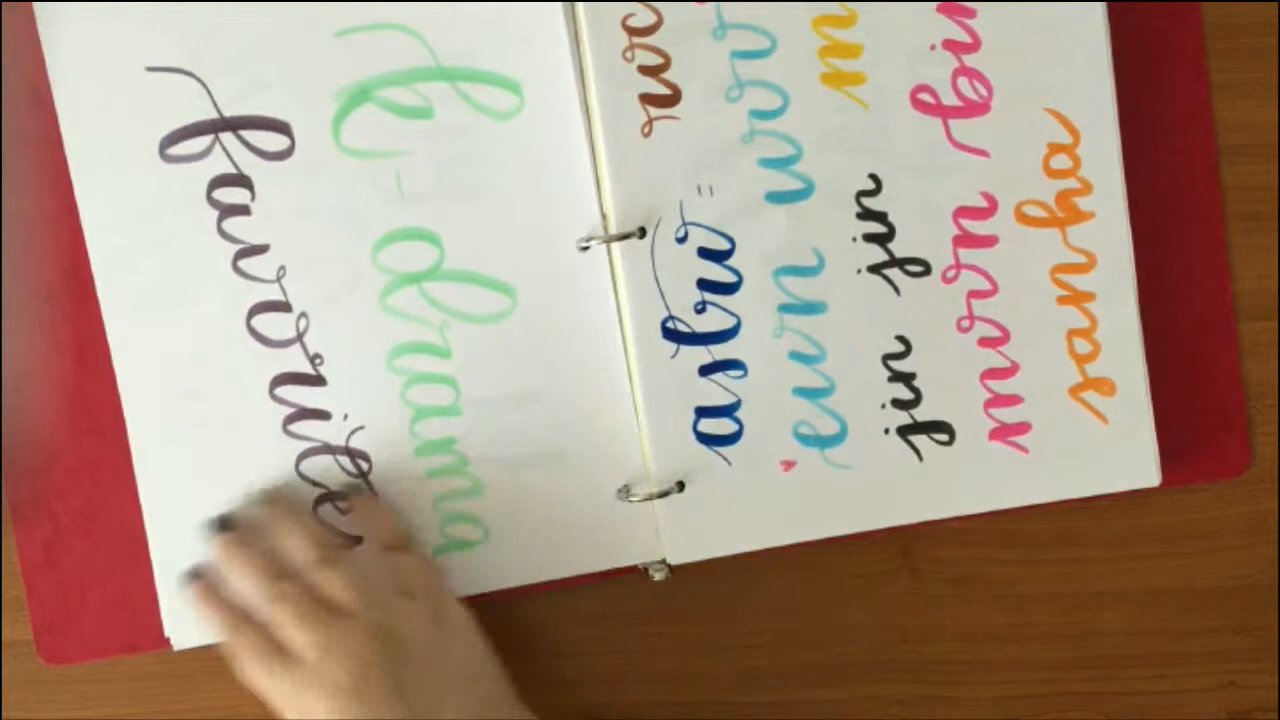 K-drama
favorite
astro =
eun woo
jin jin
moon bin
sanha